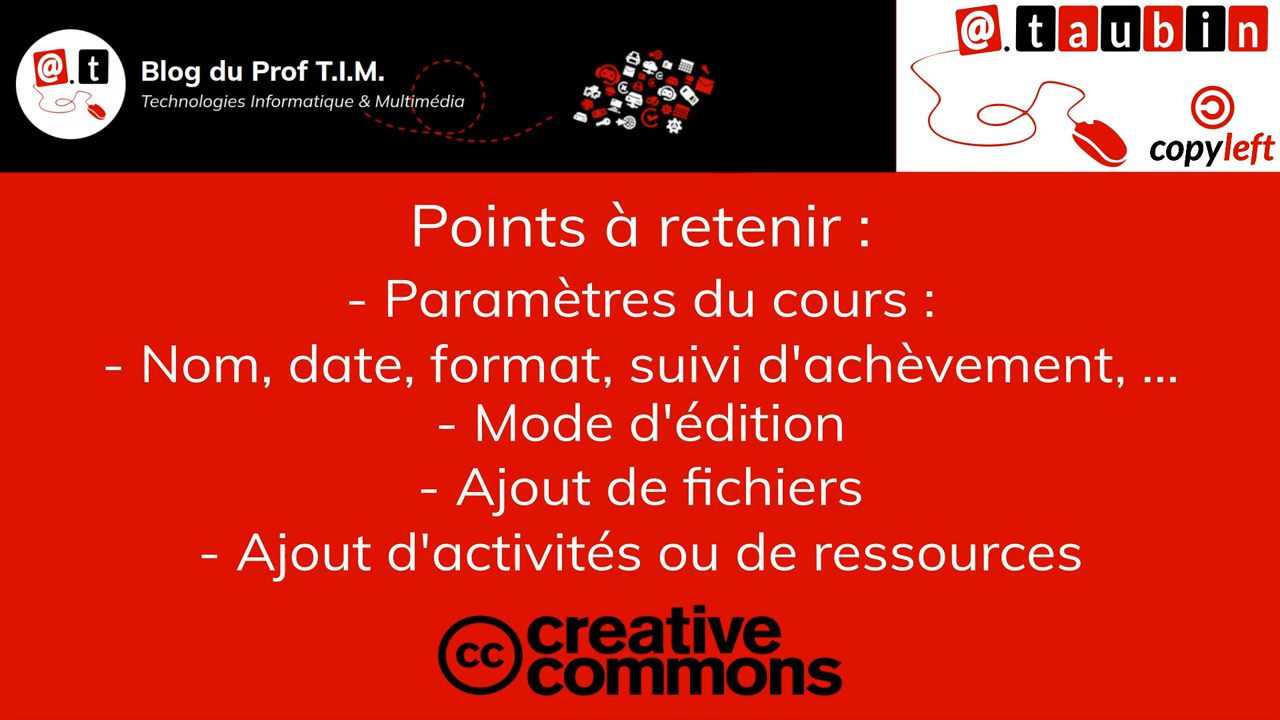 @.t
Blog du Prof T.I.M.
Technologies Informatique & Multimédia
@.taubin
copyleft
Points à retenir :
- Paramètres du cours :
- Nom, date, format, suivi d'achèvement, ...
- Mode d'édition
- Ajout de fichiers
- Ajout d'activités ou de ressources
cc creative
commons